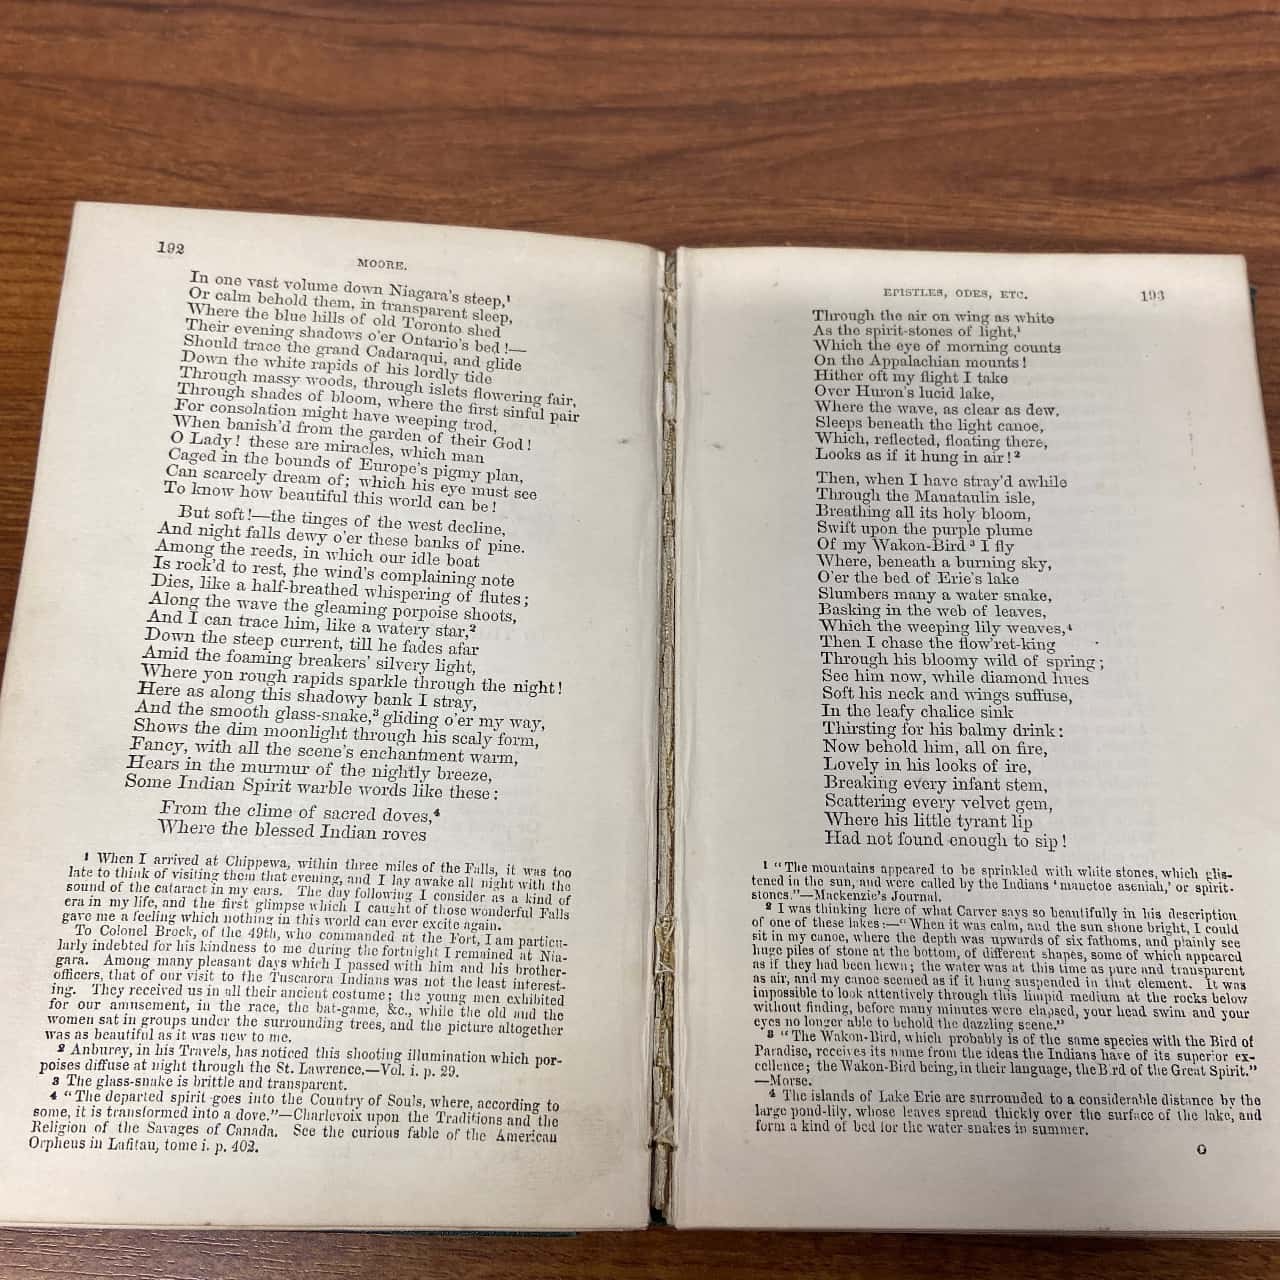 192
MOORE.
In one vast volume down Niagara's steep,¹
Or calm behold them, in transparent sleep,
Where the blue hills of old Toronto shed
Their evening shadows o'er Ontario's bed!—
Should trace the grand Cadaraqui, and glide
Down the white rapids of his lordly tide
Through massy woods, through islets flowering fair,
Through shades of bloom, where the first sinful pair
For consolation might have weeping trod,
When banish'd from the garden of their God!
O Lady! these are miracles, which man
Caged in the bounds of Europe's pigmy plan,
Can scarcely dream of; which his eye must see
To know how beautiful this world can be!
But soft!—the tinges of the west decline,
And night falls dewy o'er these banks of pine.
Among the reeds, in which our idle boat
Is rock'd to rest, the wind's complaining note
Dies, like a half-breathed whispering of flutes;
Along the wave the gleaming porpoise shoots,
And I can trace him, like a watery star,²
Down the steep current, till he fades afar
Amid the foaming breakers' silvery light,
Where yon rough rapids sparkle through the night!
Here as along this shadowy bank I stray,
And the smooth glass-snake,³ gliding o'er my way,
Shows the dim moonlight through his scaly form,
Fancy, with all the scene's enchantment warm,
Hears in the murmur of the nightly breeze,
Some Indian Spirit warble words like these:
From the clime of sacred doves,⁴
Where the blessed Indian roves
¹ When I arrived at Chippewa, within three miles of the Falls, it was too
late to think of visiting them that evening, and I lay awake all night with the
sound of the cataract in my ears. The day following I consider as a kind of
era in my life, and the first glimpse which I caught of those wonderful Falls
gave me a feeling which nothing in this world can ever excite again.
To Colonel Brock, of the 49th, who commanded at the Fort, I am particu-
larly indebted for his kindness to me during the fortnight I remained at Nia-
gara. Among many pleasant days which I passed with him and his brother-
officers, that of our visit to the Tuscarora Indians was not the least interest-
ing. They received us in all their ancient costume; the young men exhibited
for our amusement, in the race, the bat-game, &c., while the old and the
women sat in groups under the surrounding trees, and the picture altogether
was as beautiful as it was new to me.
² Anburey, in his Travels, has noticed this shooting illumination which por-
poises diffuse at night through the St. Lawrence.—Vol. i. p. 29.
³ The glass-snake is brittle and transparent.
⁴ "The departed spirit goes into the Country of Souls, where, according to
some, it is transformed into a dove."—Charlevoix upon the Traditions and the
Religion of the Savages of Canada. See the curious fable of the American
Orpheus in Lafitau, tome i. p. 402.
EPISTLES, ODES, ETC.
193
Through the air on wing as white
As the spirit-stones of light,¹
Which the eye of morning counts
On the Appalachian mounts!
Hither oft my flight I take
Over Huron's lucid lake,
Where the wave, as clear as dew,
Sleeps beneath the light canoe,
Which, reflected, floating there,
Looks as if it hung in air!²
Then, when I have stray'd awhile
Through the Manataulin isle,
Breathing all its holy bloom,
Swift upon the purple plume
Of my Wakon-Bird³ I fly
Where, beneath a burning sky,
O'er the bed of Erie's lake
Slumbers many a water snake,
Basking in the web of leaves,
Which the weeping lily weaves,⁴
Then I chase the flow'ret-king
Through his bloomy wild of spring;
See him now, while diamond hues
Soft his neck and wings suffuse,
In the leafy chalice sink
Thirsting for his balmy drink:
Now behold him, all on fire,
Lovely in his looks of ire,
Breaking every infant stem,
Scattering every velvet gem,
Where his little tyrant lip
Had not found enough to sip!
¹ "The mountains appeared to be sprinkled with white stones, which glis-
tened in the sun, and were called by the Indians 'manetoe aseniah,' or spirit-
stones."—Mackenzie's Journal.
² I was thinking here of what Carver says so beautifully in his description
of one of these lakes:—"When it was calm, and the sun shone bright, I could
sit in my canoe, where the depth was upwards of six fathoms, and plainly see
huge piles of stone at the bottom, of different shapes, some of which appeared
as if they had been hewn; the water was at this time as pure and transparent
as air, and my canoe seemed as if it hung suspended in that element. It was
impossible to look attentively through this limpid medium at the rocks below
without finding, before many minutes were elapsed, your head swim and your
eyes no longer able to behold the dazzling scene."
³ "The Wakon-Bird, which probably is of the same species with the Bird of
Paradise, receives its name from the ideas the Indians have of its superior ex-
cellence; the Wakon-Bird being, in their language, the Bird of the Great Spirit."
—Morse.
⁴ The islands of Lake Erie are surrounded to a considerable distance by the
large pond-lily, whose leaves spread thickly over the surface of the lake, and
form a kind of bed for the water snakes in summer.
O